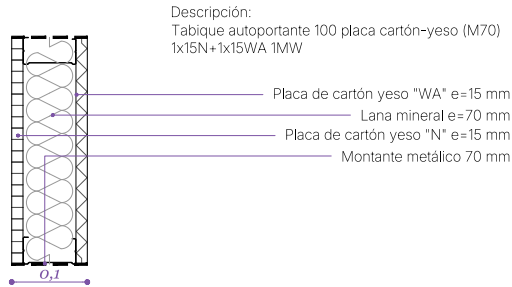 Descripción:
Tabique autoportante 100 placa cartón-yeso (M70)
1x15N+1x15WA 1MW
Placa de cartón yeso "WA" e=15 mm
Lana mineral e=70 mm
Placa de cartón yeso "N" e=15 mm
Montante metálico 70 mm
0,1